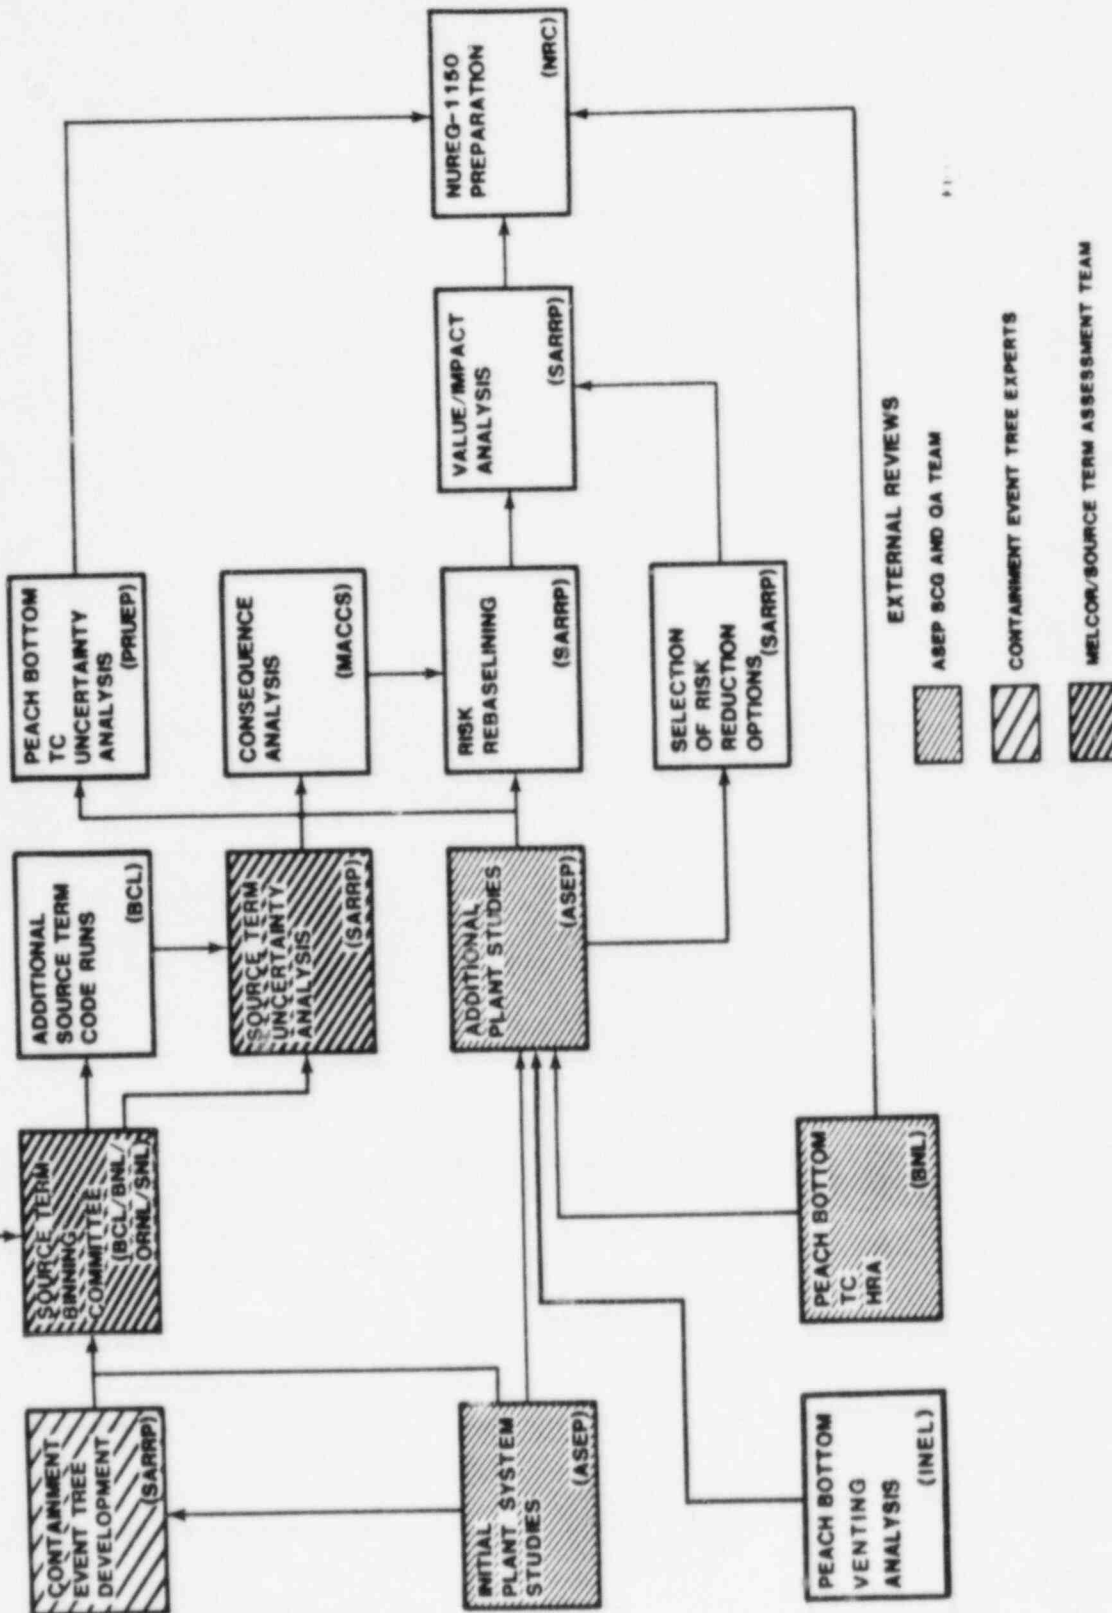 CONTAINMENT
EVENT TREE
DEVELOPMENT
(SARRP)
SOURCE TERM
BINNING
COMMITTEE
(BCL/BNL/
ORNL/SNL)
ADDITIONAL
SOURCE TERM
CODE RUNS
(BCL)
PEACH BOTTOM
TC
UNCERTAINTY
ANALYSIS
(PRUEP)
SOURCE TERM
UNCERTAINTY
ANALYSIS
(SARRP)
CONSEQUENCE
ANALYSIS
(MACCS)
INITIAL
PLANT SYSTEM
STUDIES
(ASEP)
ADDITIONAL
PLANT STUDIES
(ASEP)
RISK
REBASELINING
(SARRP)
VALUE/IMPACT
ANALYSIS
(SARRP)
NUREG-1150
PREPARATION
(NRC)
SELECTION
OF RISK
REDUCTION
OPTIONS (SARRP)
PEACH BOTTOM
VENTING
ANALYSIS
(INEL)
PEACH BOTTOM
TC
HRA
(BNL)
EXTERNAL REVIEWS
ASEP SCG AND QA TEAM
CONTAINMENT EVENT TREE EXPERTS
MELCOR/SOURCE TERM ASSESSMENT TEAM